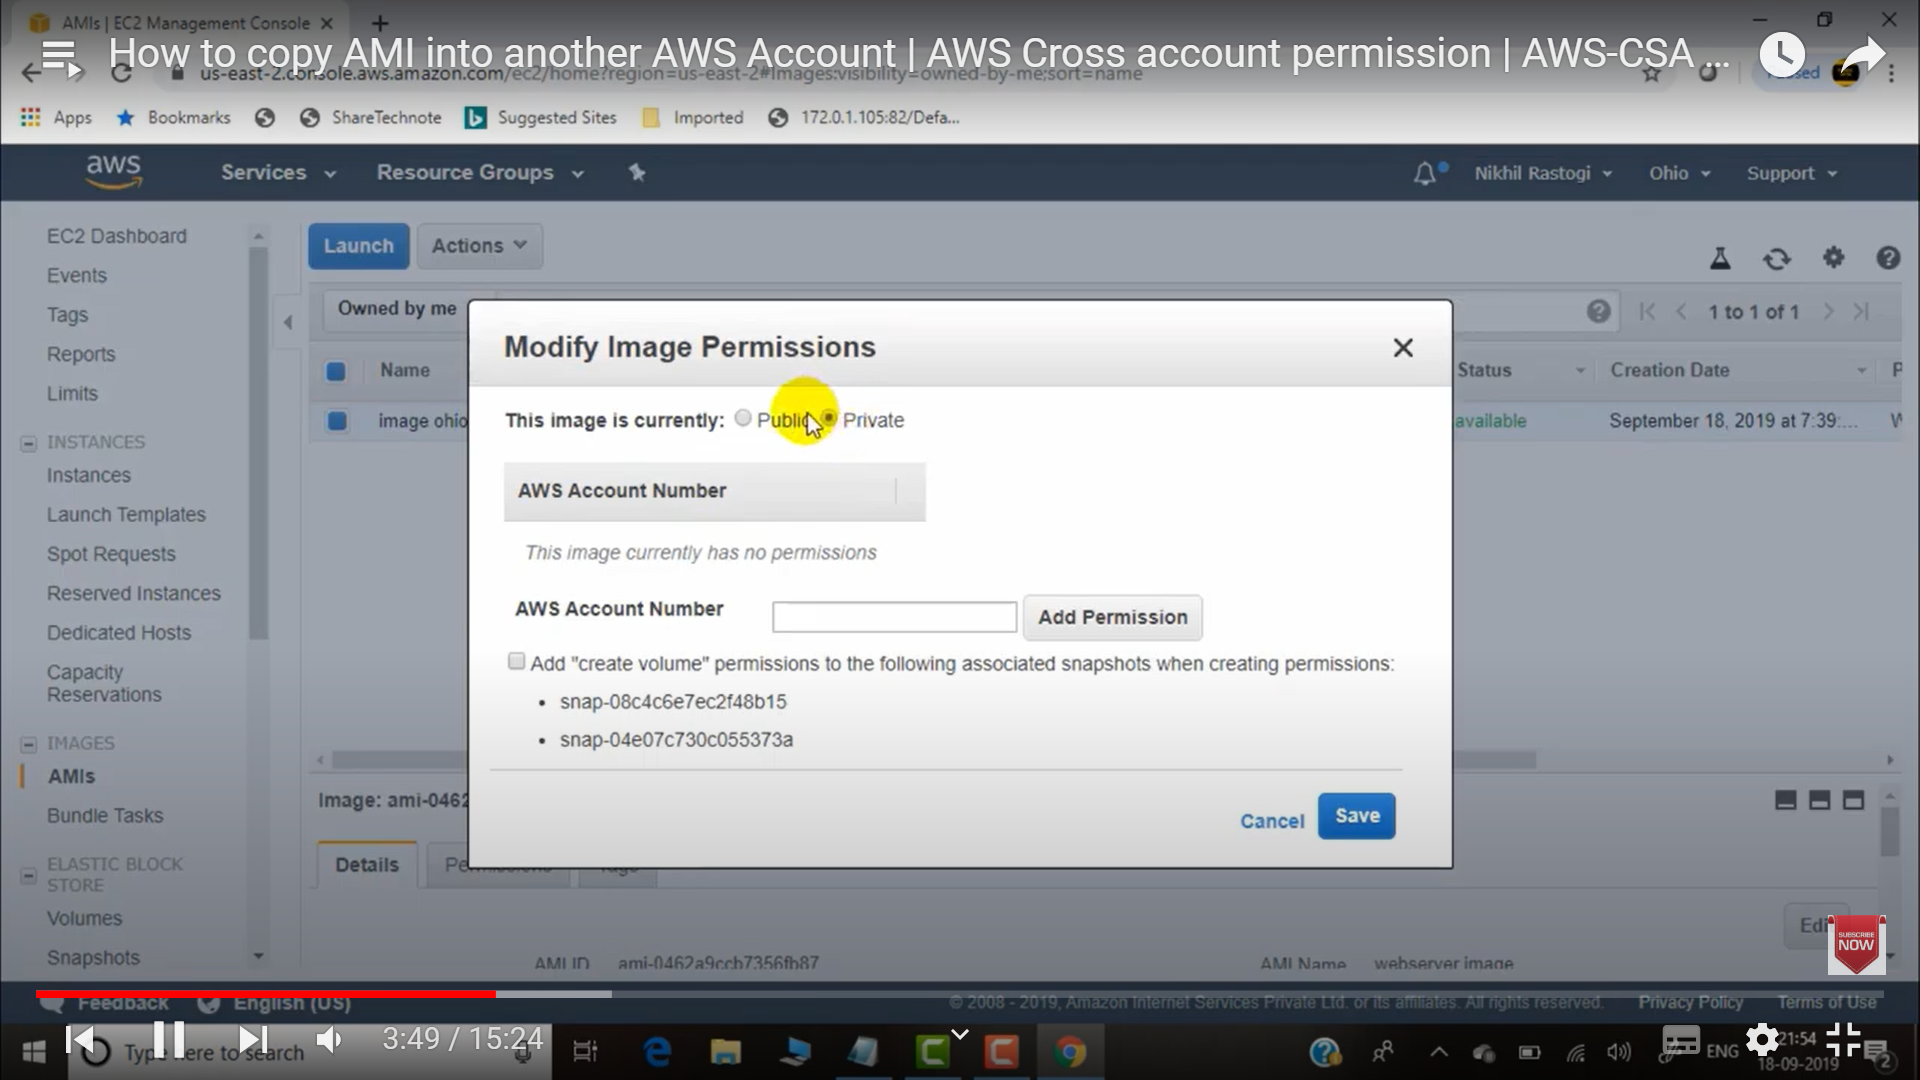 AMIs | EC2 Management Console
How to copy AMI into another AWS Account | AWS Cross account permission | AWS-CSA ...
us-east-2.console.aws.amazon.com/ec2/home?region=us-east-2#Images:visibility=owned-by-me;sort=name
Paused
Apps Bookmarks ShareTechnote Suggested Sites Imported 172.0.1.105:82/Defa...
aws Services Resource Groups Nikhil Rastogi Ohio Support
EC2 Dashboard
Events
Tags
Reports
Limits
INSTANCES
Instances
Launch Templates
Spot Requests
Reserved Instances
Dedicated Hosts
Capacity
Reservations
IMAGES
AMIs
Bundle Tasks
ELASTIC BLOCK
STORE
Volumes
Snapshots
Launch Actions
Owned by me 1 to 1 of 1
Name Status Creation Date P
image ohio available September 18, 2019 at 7:39:... W
Modify Image Permissions
This image is currently: Public Private
AWS Account Number
This image currently has no permissions
AWS Account Number Add Permission
Add "create volume" permissions to the following associated snapshots when creating permissions:
• snap-08c4c6e7ec2f48b15
• snap-04e07c730c055373a
Cancel Save
Image: ami-0462
Details Permissions Tags
Edit
AMI ID ami-0462a9ccb7356fb87 AMI Name webserver image
SUBSCRIBE
NOW
Feedback English (US) © 2008 - 2019, Amazon Internet Services Private Ltd. or its affiliates. All rights reserved. Privacy Policy Terms of Use
Type here to search
3:49 / 15:24
ENG
21:54
18-09-2019
2